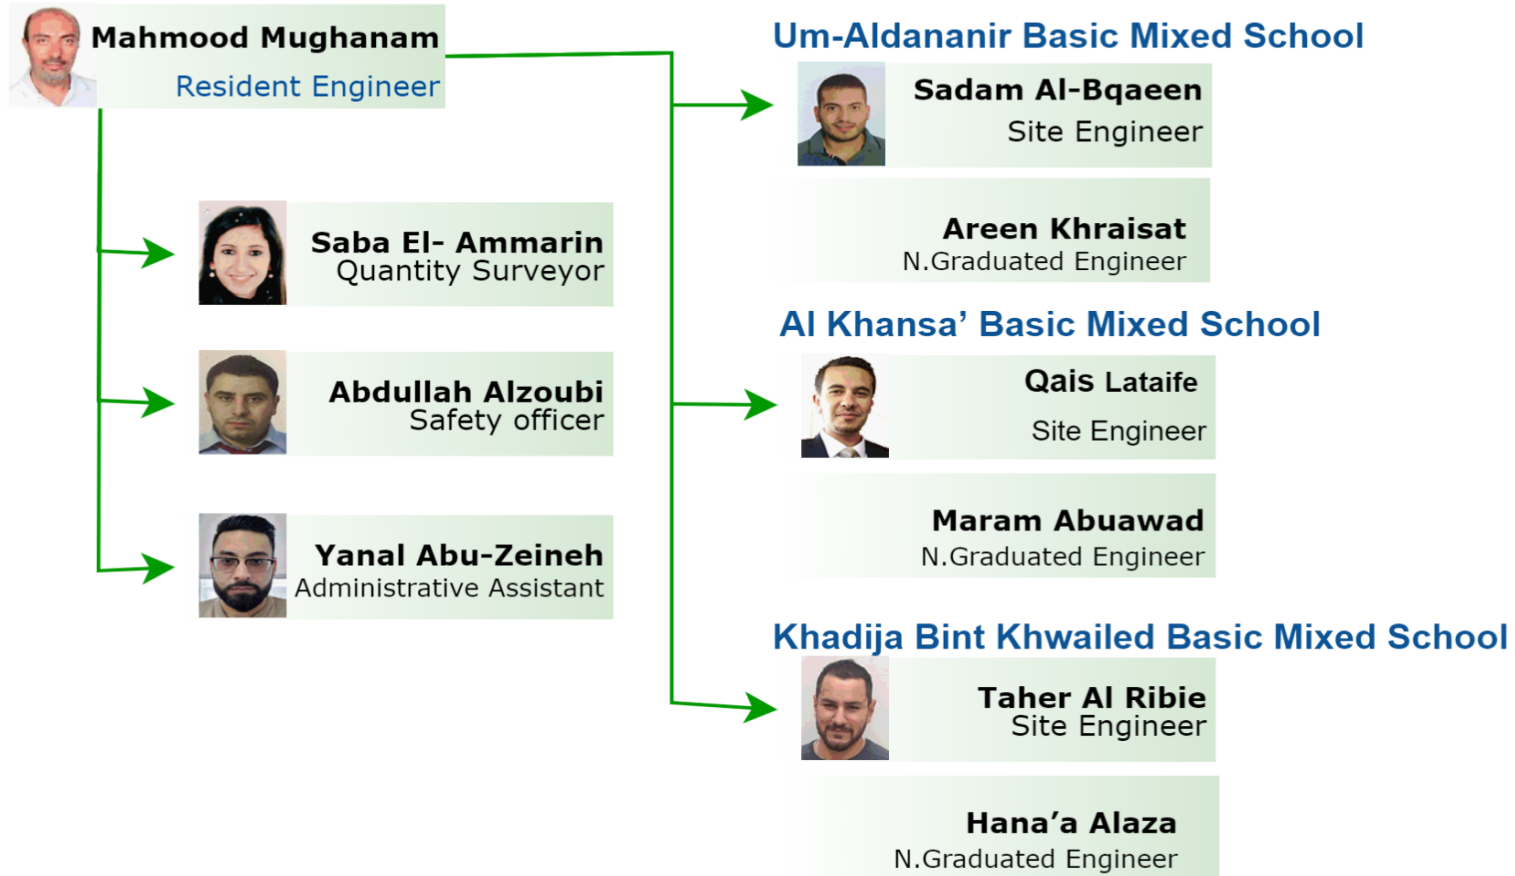 Mahmood Mughanam
Resident Engineer
Saba El- Ammarin
Quantity Surveyor
Abdullah Alzoubi
Safety officer
Yanal Abu-Zeineh
Administrative Assistant
Um-Aldananir Basic Mixed School
Sadam Al-Bqaeen
Site Engineer
Areen Khraisat
N.Graduated Engineer
Al Khansa’ Basic Mixed School
Qais Lataife
Site Engineer
Maram Abuawad
N.Graduated Engineer
Khadija Bint Khwailed Basic Mixed School
Taher Al Ribie
Site Engineer
Hana’a Alaza
N.Graduated Engineer